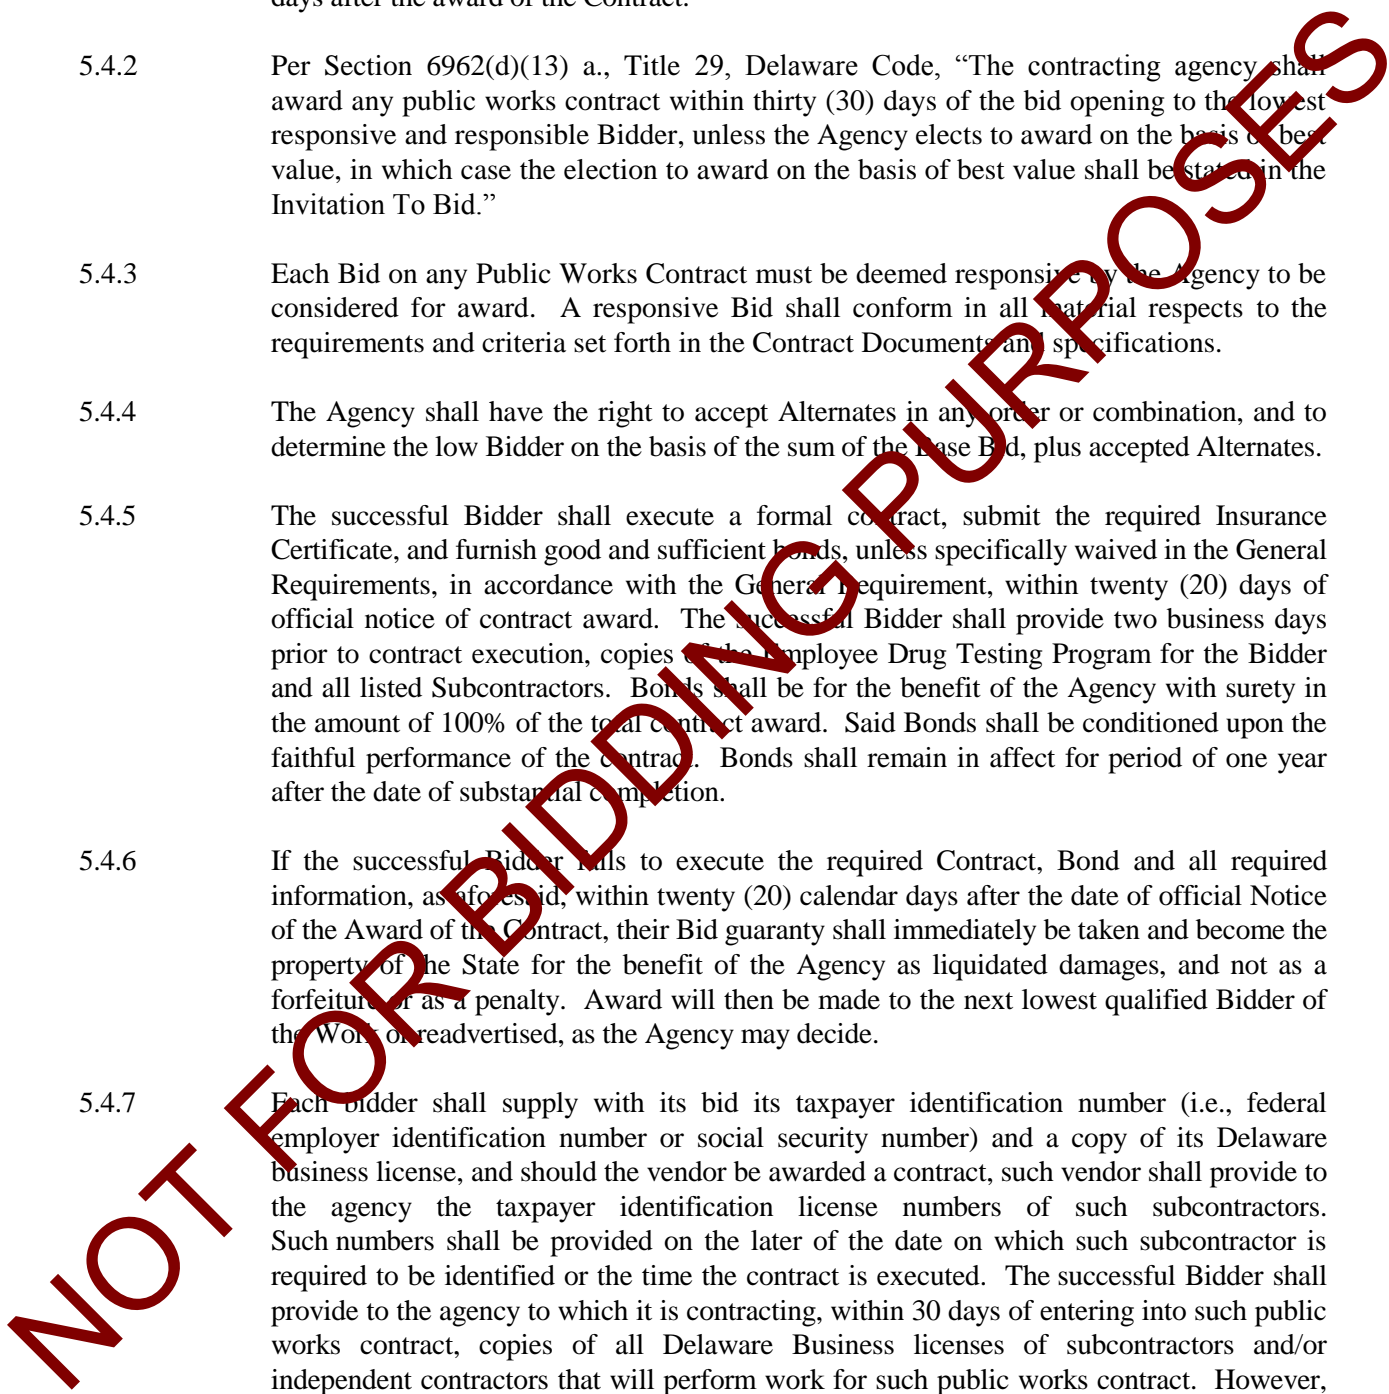 days after the award of the Contract.
5.4.2 Per Section 6962(d)(13) a., Title 29, Delaware Code, “The contracting agency shall
award any public works contract within thirty (30) days of the bid opening to the lowest
responsive and responsible Bidder, unless the Agency elects to award on the basis of best
value, in which case the election to award on the basis of best value shall be stated in the
Invitation To Bid.”
5.4.3 Each Bid on any Public Works Contract must be deemed responsive by the Agency to be
considered for award. A responsive Bid shall conform in all material respects to the
requirements and criteria set forth in the Contract Documents and specifications.
5.4.4 The Agency shall have the right to accept Alternates in any order or combination, and to
determine the low Bidder on the basis of the sum of the Base Bid, plus accepted Alternates.
5.4.5 The successful Bidder shall execute a formal contract, submit the required Insurance
Certificate, and furnish good and sufficient bonds, unless specifically waived in the General
Requirements, in accordance with the General Requirement, within twenty (20) days of
official notice of contract award. The successful Bidder shall provide two business days
prior to contract execution, copies of the Employee Drug Testing Program for the Bidder
and all listed Subcontractors. Bonds shall be for the benefit of the Agency with surety in
the amount of 100% of the total contract award. Said Bonds shall be conditioned upon the
faithful performance of the contract. Bonds shall remain in affect for period of one year
after the date of substantial completion.
5.4.6 If the successful Bidder fails to execute the required Contract, Bond and all required
information, as aforesaid, within twenty (20) calendar days after the date of official Notice
of the Award of the Contract, their Bid guaranty shall immediately be taken and become the
property of the State for the benefit of the Agency as liquidated damages, and not as a
forfeiture or as a penalty. Award will then be made to the next lowest qualified Bidder of
the Work or readvertised, as the Agency may decide.
5.4.7 Each bidder shall supply with its bid its taxpayer identification number (i.e., federal
employer identification number or social security number) and a copy of its Delaware
business license, and should the vendor be awarded a contract, such vendor shall provide to
the agency the taxpayer identification license numbers of such subcontractors.
Such numbers shall be provided on the later of the date on which such subcontractor is
required to be identified or the time the contract is executed. The successful Bidder shall
provide to the agency to which it is contracting, within 30 days of entering into such public
works contract, copies of all Delaware Business licenses of subcontractors and/or
independent contractors that will perform work for such public works contract. However,
NOT FOR BIDDING PURPOSES